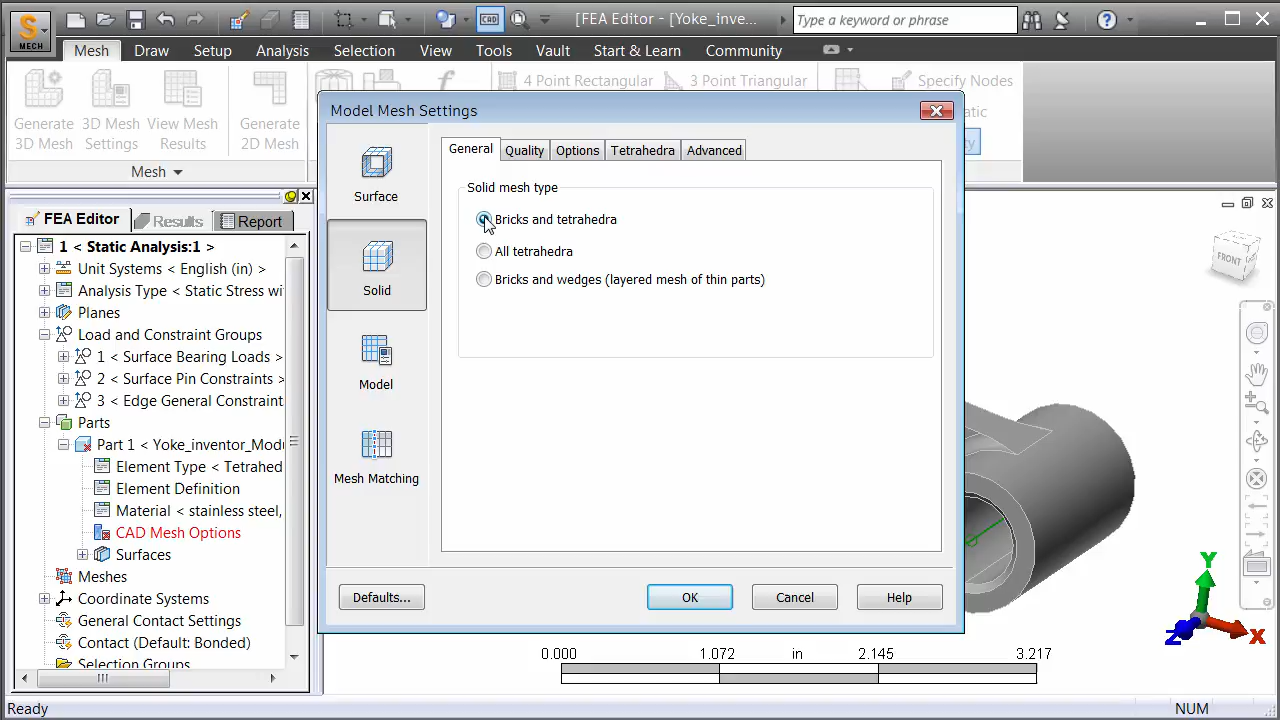 MECH
CAD
[FEA Editor - [Yoke_inve...
Type a keyword or phrase
Mesh Draw Setup Analysis Selection View Tools Vault Start & Learn Community
4 Point Rectangular
3 Point Triangular
Specify Nodes
Generate 3D Mesh
3D Mesh Settings
View Mesh Results
Generate 2D Mesh
Mesh
FEA Editor Results Report
1 < Static Analysis:1 >
Unit Systems < English (in) >
Analysis Type < Static Stress wi
Planes
Load and Constraint Groups
1 < Surface Bearing Loads >
2 < Surface Pin Constraints >
3 < Edge General Constraint
Parts
Part 1 < Yoke_inventor_Modu
Element Type < Tetrahed
Element Definition
Material < stainless steel,
CAD Mesh Options
Surfaces
Meshes
Coordinate Systems
General Contact Settings
Contact (Default: Bonded)
Selection Groups
Model Mesh Settings
Surface
Solid
Model
Mesh Matching
General Quality Options Tetrahedra Advanced
Solid mesh type
Bricks and tetrahedra
All tetrahedra
Bricks and wedges (layered mesh of thin parts)
Defaults...
OK
Cancel
Help
FRONT
Y
X
Z
0.000 1.072 in 2.145 3.217
Ready
NUM